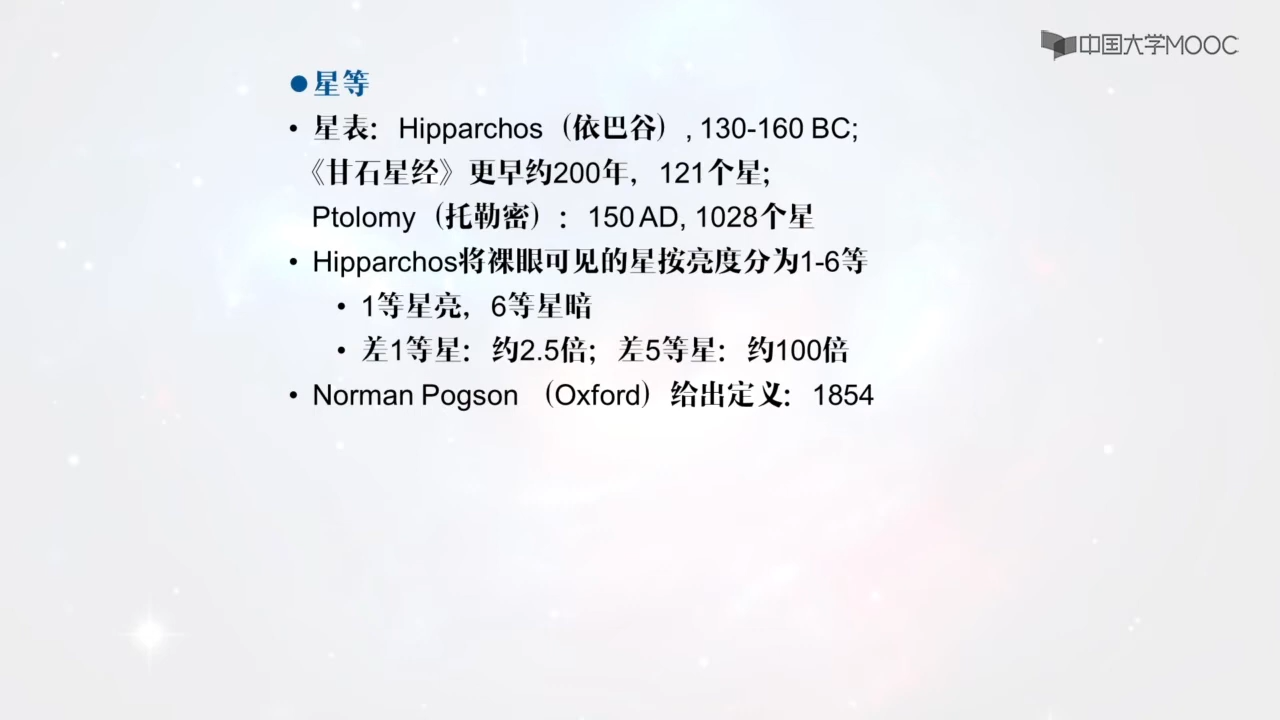 中国大学MOOC
●星等
• 星表：Hipparchos（依巴谷）, 130-160 BC;
《甘石星经》更早约200年，121个星；
Ptolomy（托勒密）：150 AD, 1028个星
• Hipparchos将裸眼可见的星按亮度分为1-6等
• 1等星亮，6等星暗
• 差1等星：约2.5倍；差5等星：约100倍
• Norman Pogson （Oxford）给出定义：1854